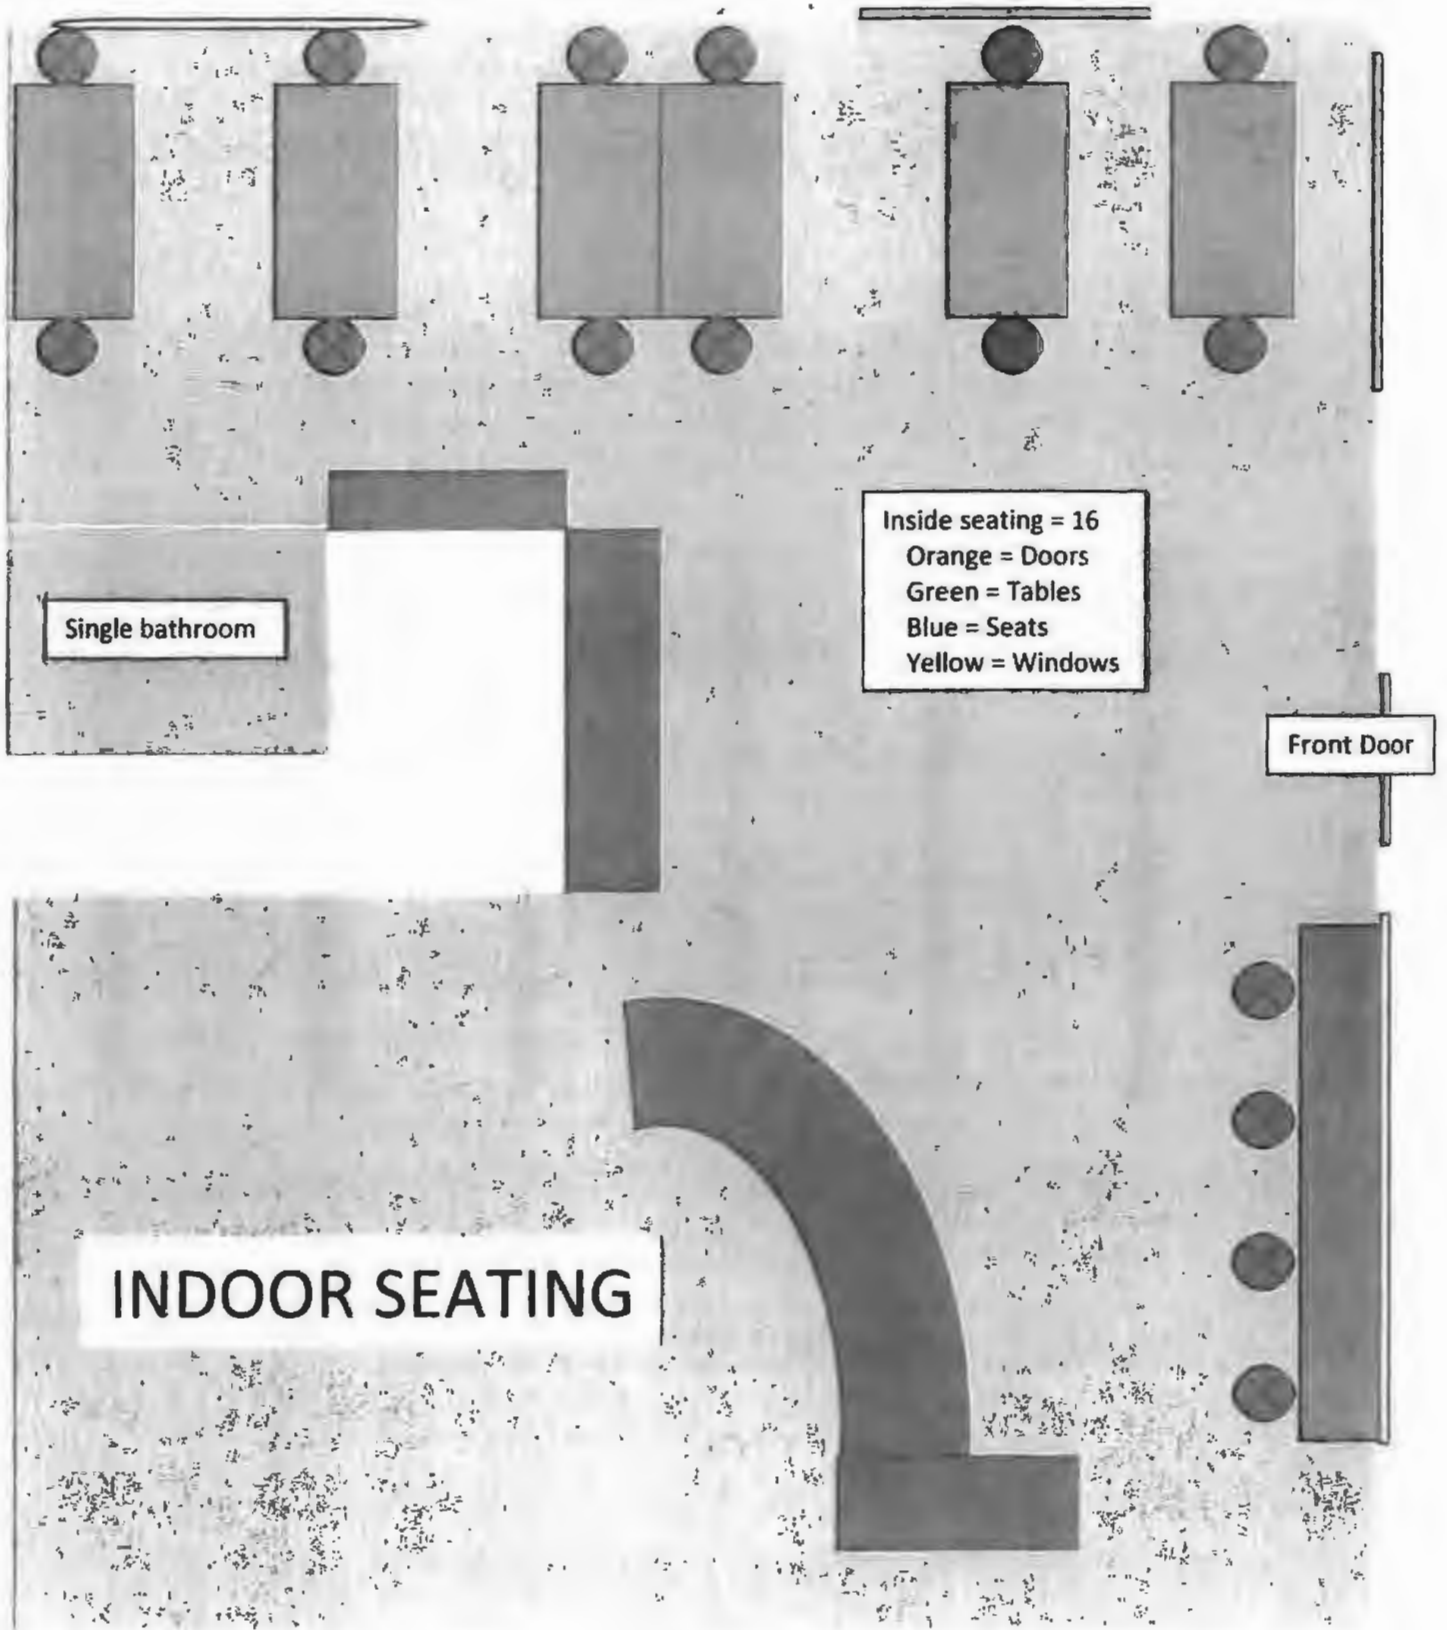 Inside seating = 16
Orange = Doors
Green = Tables
Blue = Seats
Yellow = Windows
Single bathroom
Front Door
INDOOR SEATING